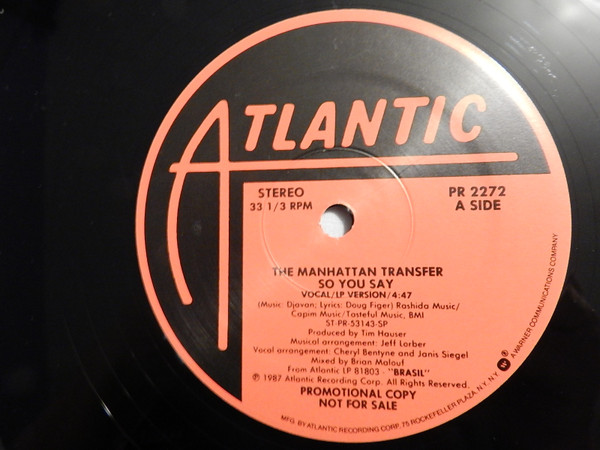 ATLANTIC
STEREO
33 1/3 RPM
PR 2272
A SIDE
THE MANHATTAN TRANSFER
SO YOU SAY
VOCAL/LP VERSION/4:47
(Music: Djavan; Lyrics: Doug Figer) Rashida Music/
Capim Music/Tasteful Music, BMI
ST-PR-53143-SP
Produced by Tim Hauser
Musical arrangement: Jeff Lorber
Vocal arrangement: Cheryl Bentyne and Janis Siegel
Mixed by Brian Malouf
From Atlantic LP 81803 - "BRASIL"
℗ 1987 Atlantic Recording Corp. All Rights Reserved.
PROMOTIONAL COPY
NOT FOR SALE
MFG. BY ATLANTIC RECORDING CORP. 75 ROCKEFELLER PLAZA, N.Y. N.Y. ® A WARNER COMMUNICATIONS COMPANY